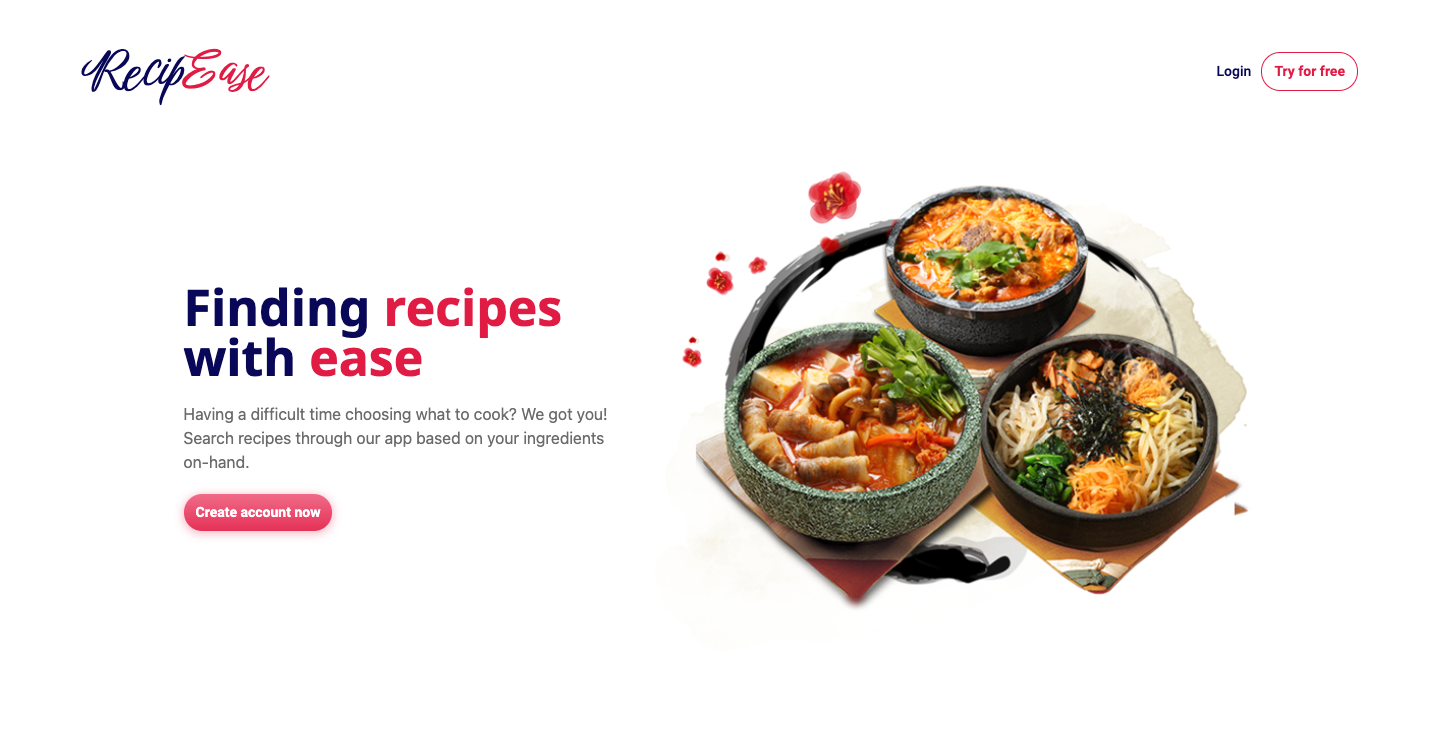 RecipEase
Login
Try for free
Finding recipes
with ease
Having a difficult time choosing what to cook? We got you!
Search recipes through our app based on your ingredients
on-hand.
Create account now